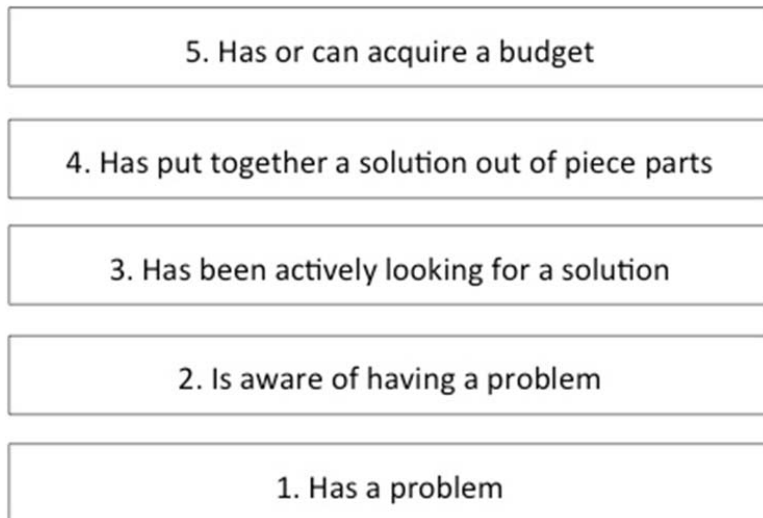 5. Has or can acquire a budget
4. Has put together a solution out of piece parts
3. Has been actively looking for a solution
2. Is aware of having a problem
1. Has a problem